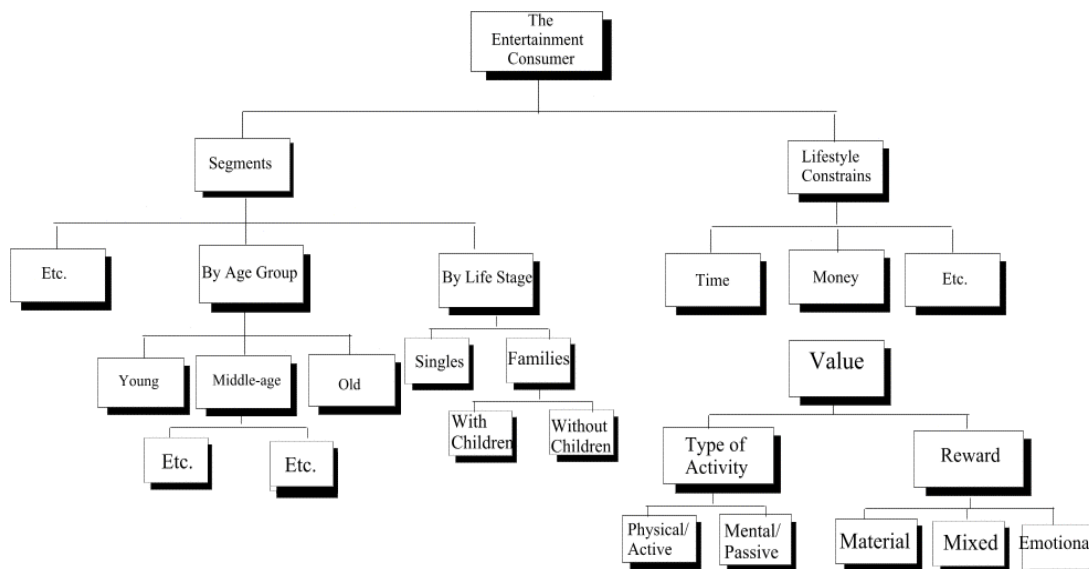 The
Entertainment
Consumer
Segments
Lifestyle
Constrains
Etc.
By Age Group
By Life Stage
Time
Money
Etc.
Young
Middle-age
Old
Singles
Families
Value
Etc.
Etc.
With
Children
Without
Children
Type of
Activity
Reward
Physical/
Active
Mental/
Passive
Material
Mixed
Emotiona